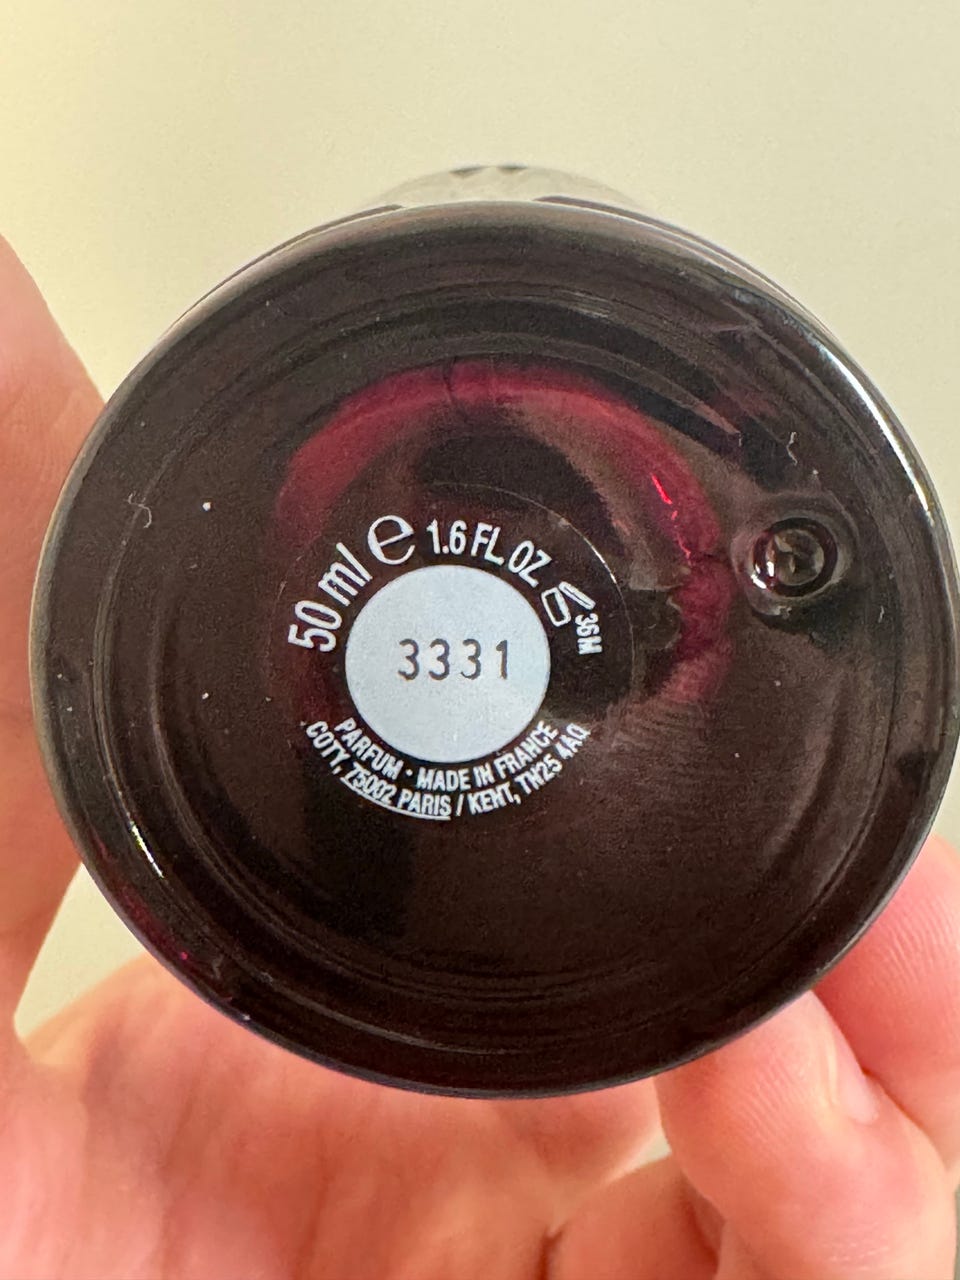 50 ml e 1.6 FL. OZ 36M
3331
PARFUM · MADE IN FRANCE
COTY, 75002 PARIS / KENT, TN25 4AQ